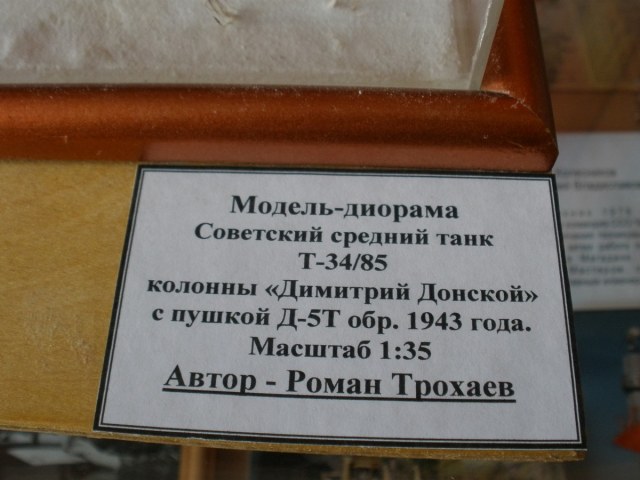 Модель-диорама
Советский средний танк
Т-34/85
колонны «Димитрий Донской»
с пушкой Д-5Т обр. 1943 года.
Масштаб 1:35
Автор - Роман Трохаев